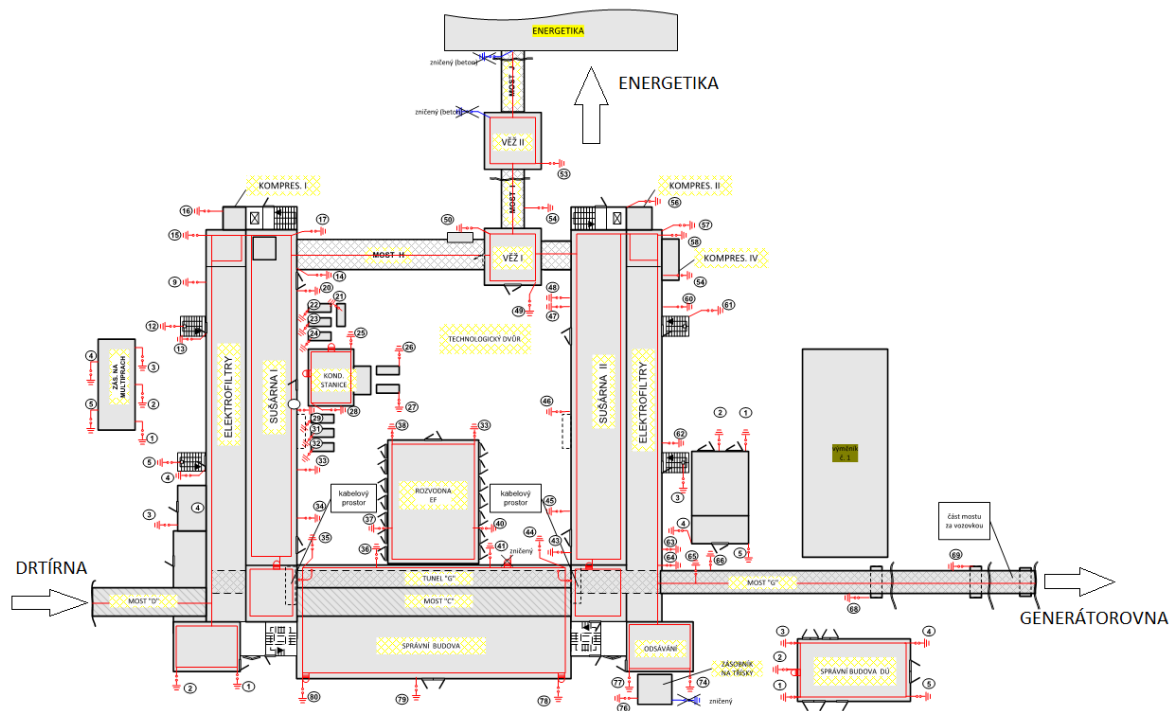 ENERGETIKA
zničený (beton)
MOST J
ENERGETIKA
zničený (beton)
VĚŽ II
53
KOMPRES. I
KOMPRES. II
MOST I
16
17
50
54
56
57
15
58
MOST H
VĚŽ I
KOMPRES. IV
14
54
9
20
48
49
47
60
61
22
21
23
24
12
13
25
26
TECHNOLOGICKÝ DVŮR
4
3
ZÁS. NA
MULTIPRACH
2
5
1
ELEKTROFILTRY
SUŠÁRNA I
KOND.
STANICE
27
28
SUŠÁRNA II
ELEKTROFILTRY
46
29
31
32
33
38
33
62
2
1
výměník
č. 1
5
4
3
4
3
kabelový
prostor
ROZVODNA
EF
kabelový
prostor
34
35
37
40
45
44
43
36
41
zničený
4
5
63
64
65
66
část mostu
za vozovkou
69
DRTÍRNA
MOST "D"
TUNEL "G"
MOST "C"
MOST "G"
68
GENERÁTOROVNA
SPRÁVNÍ BUDOVA
ODSÁVÁNÍ
ZÁSOBNÍK
NA TŘÍSKY
3
4
2
SPRÁVNÍ BUDOVA DÚ
1
5
2
1
80
79
78
77
74
76
zničený